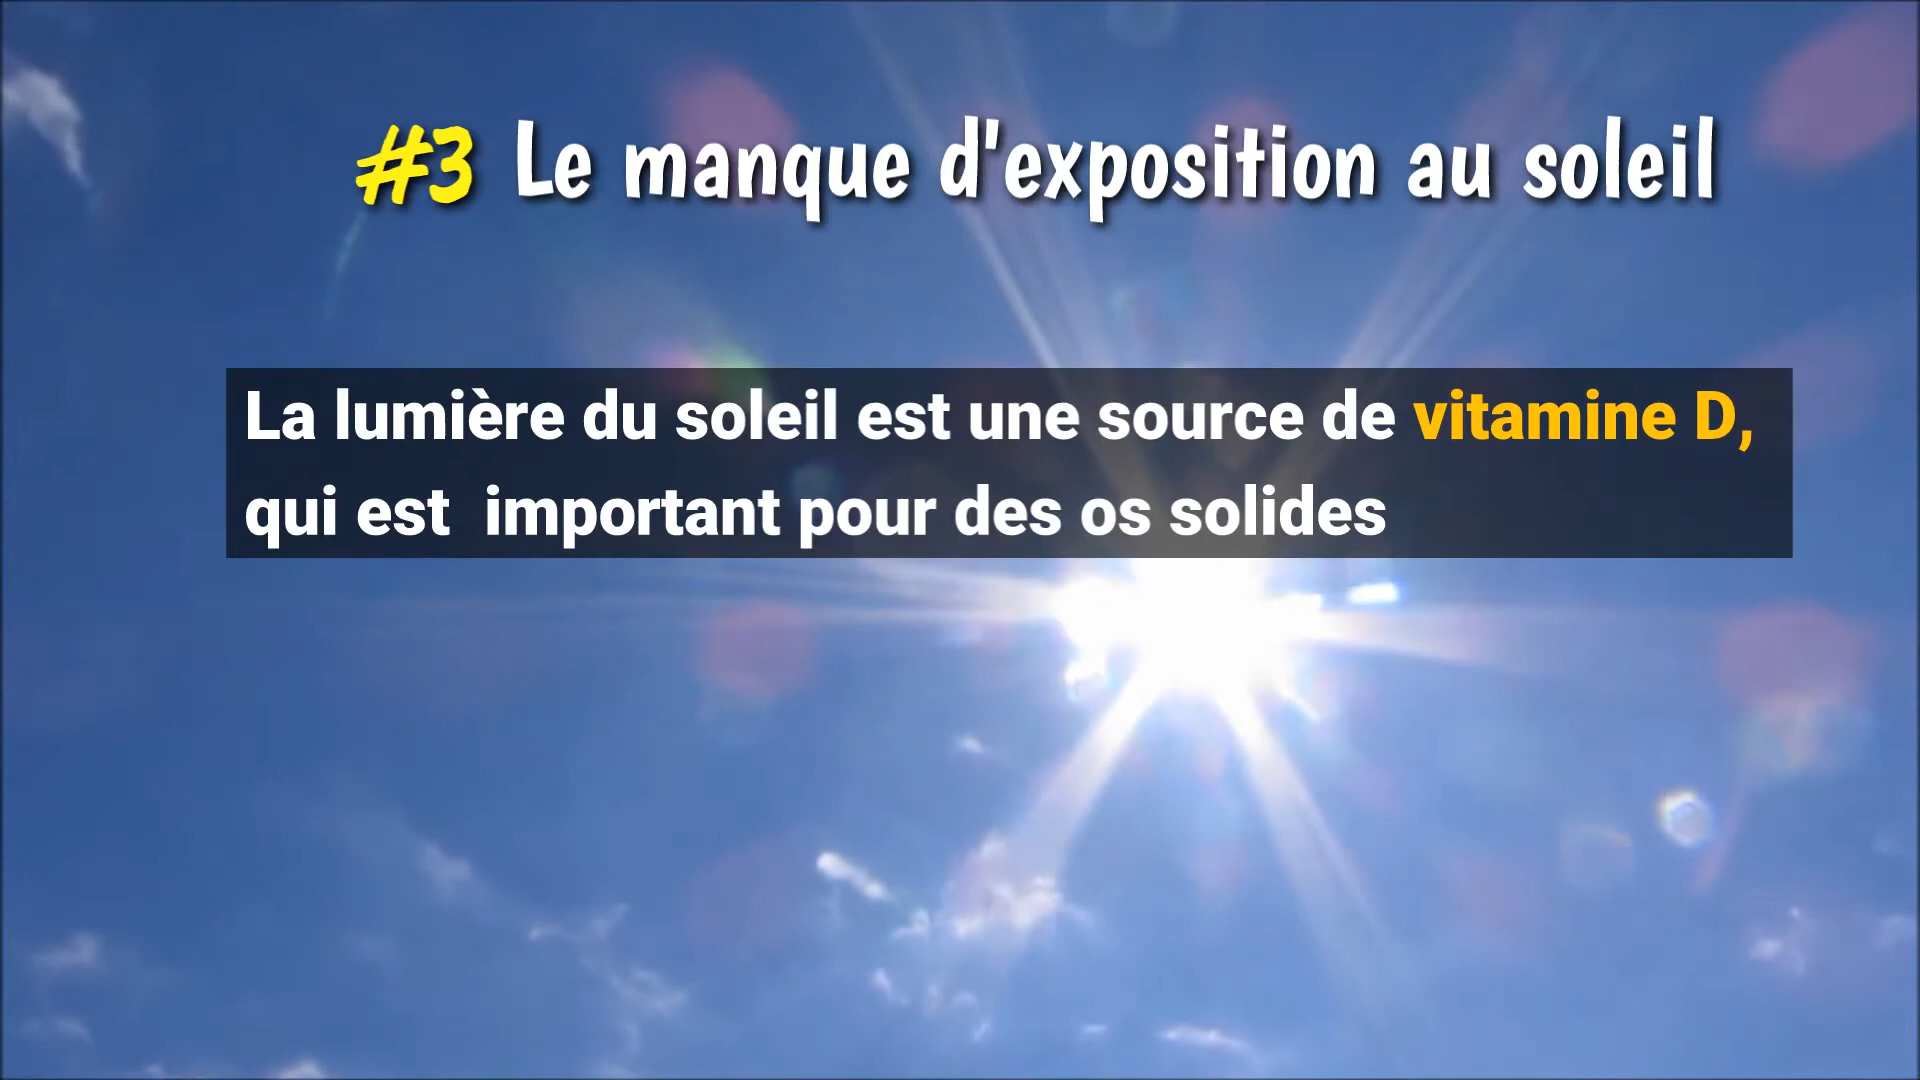 #3 Le manque d'exposition au soleil
La lumière du soleil est une source de vitamine D,
qui est  important pour des os solides